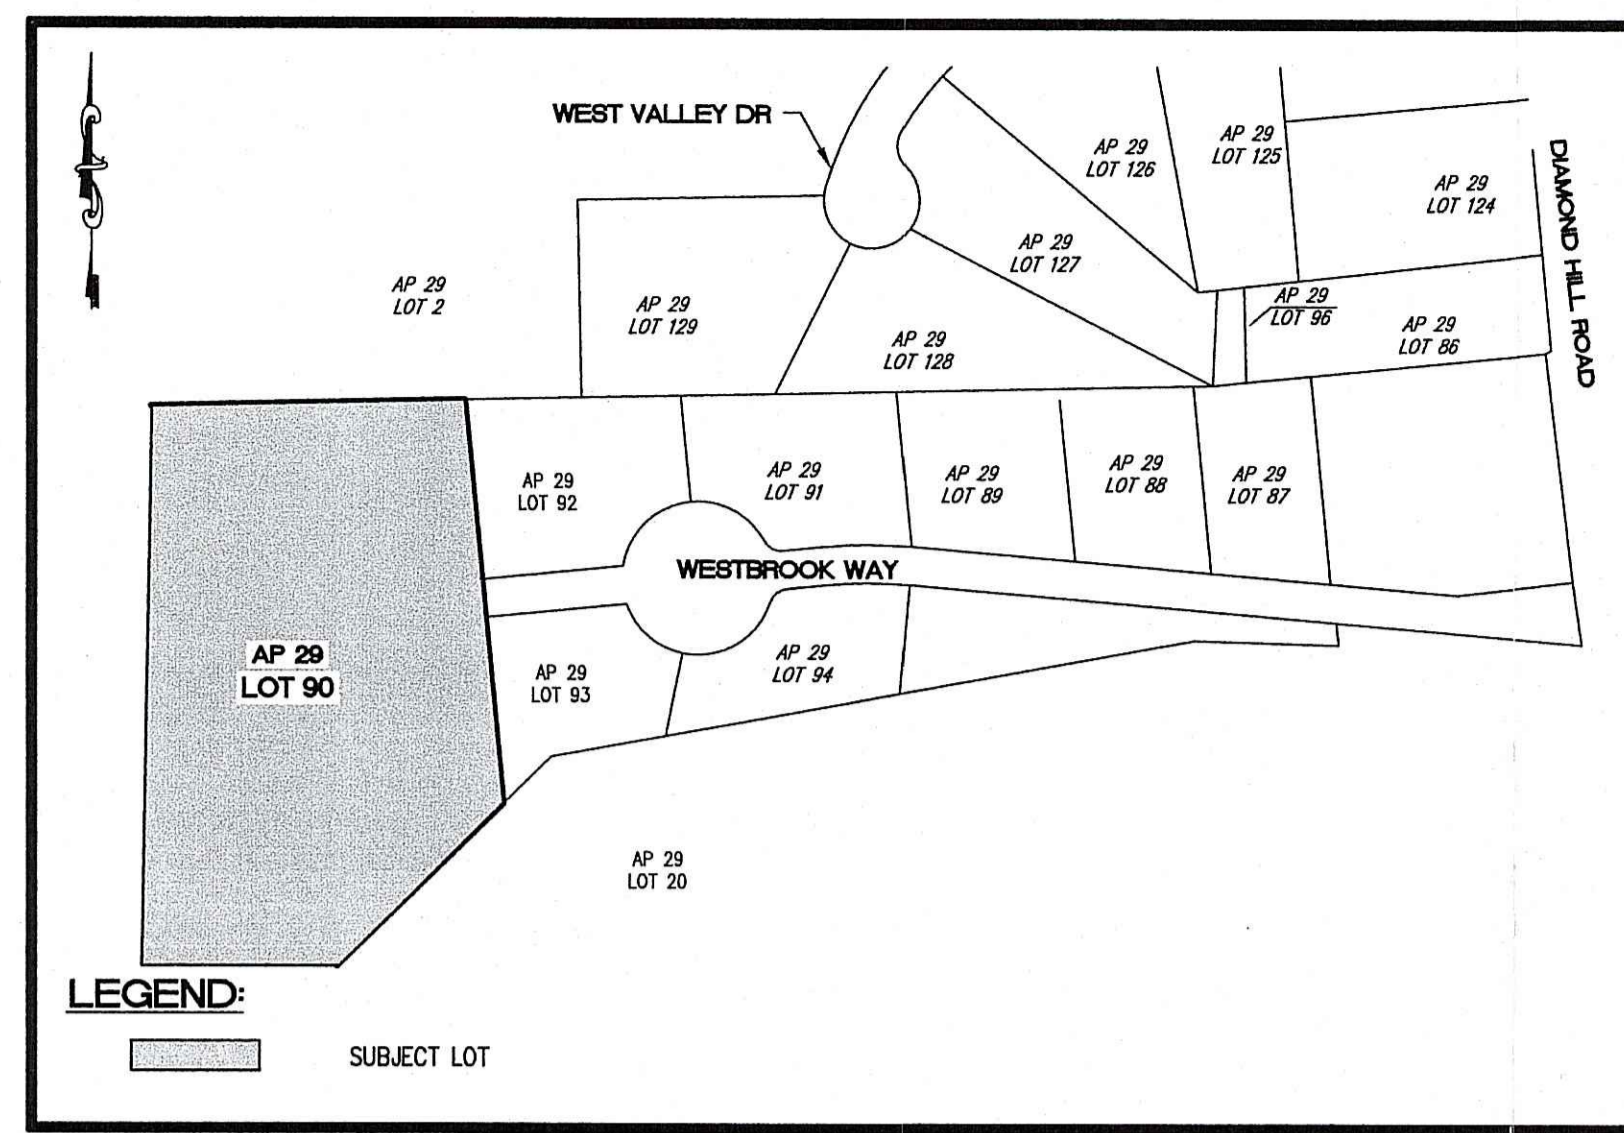 WEST VALLEY DR
AP 29
LOT 126
AP 29
LOT 125
AP 29
LOT 124
DIAMOND HILL ROAD
AP 29
LOT 2
AP 29
LOT 129
AP 29
LOT 127
AP 29
LOT 128
AP 29
LOT 96
AP 29
LOT 86
AP 29
LOT 92
AP 29
LOT 91
AP 29
LOT 89
AP 29
LOT 88
AP 29
LOT 87
WESTBROOK WAY
AP 29
LOT 90
AP 29
LOT 93
AP 29
LOT 94
AP 29
LOT 20
LEGEND:
SUBJECT LOT